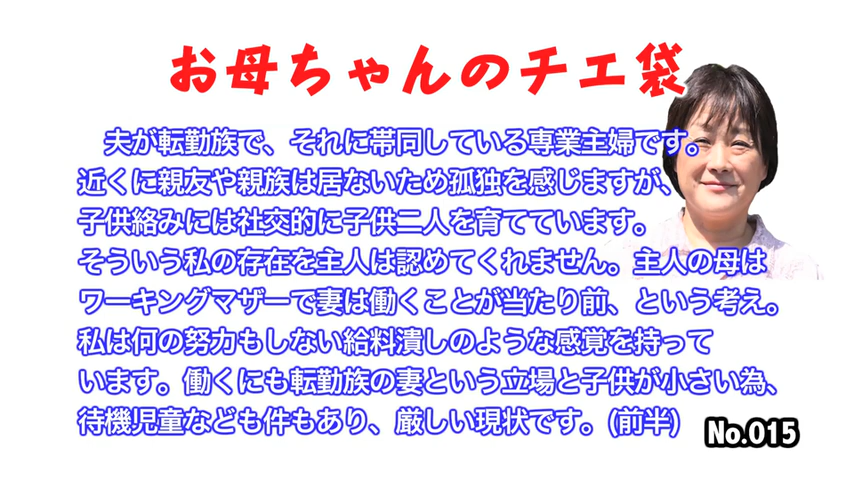 お母ちゃんのチエ袋
夫が転勤族で、それに帯同している専業主婦です。
近くに親友や親族は居ないため孤独を感じますが、
子供絡みには社交的に子供二人を育てています。
そういう私の存在を主人は認めてくれません。主人の母は
ワーキングマザーで妻は働くことが当たり前、という考え。
私は何の努力もしない給料潰しのような感覚を持って
います。働くにも転勤族の妻という立場と子供が小さい為、
待機児童なども件もあり、厳しい現状です。(前半)
No.015